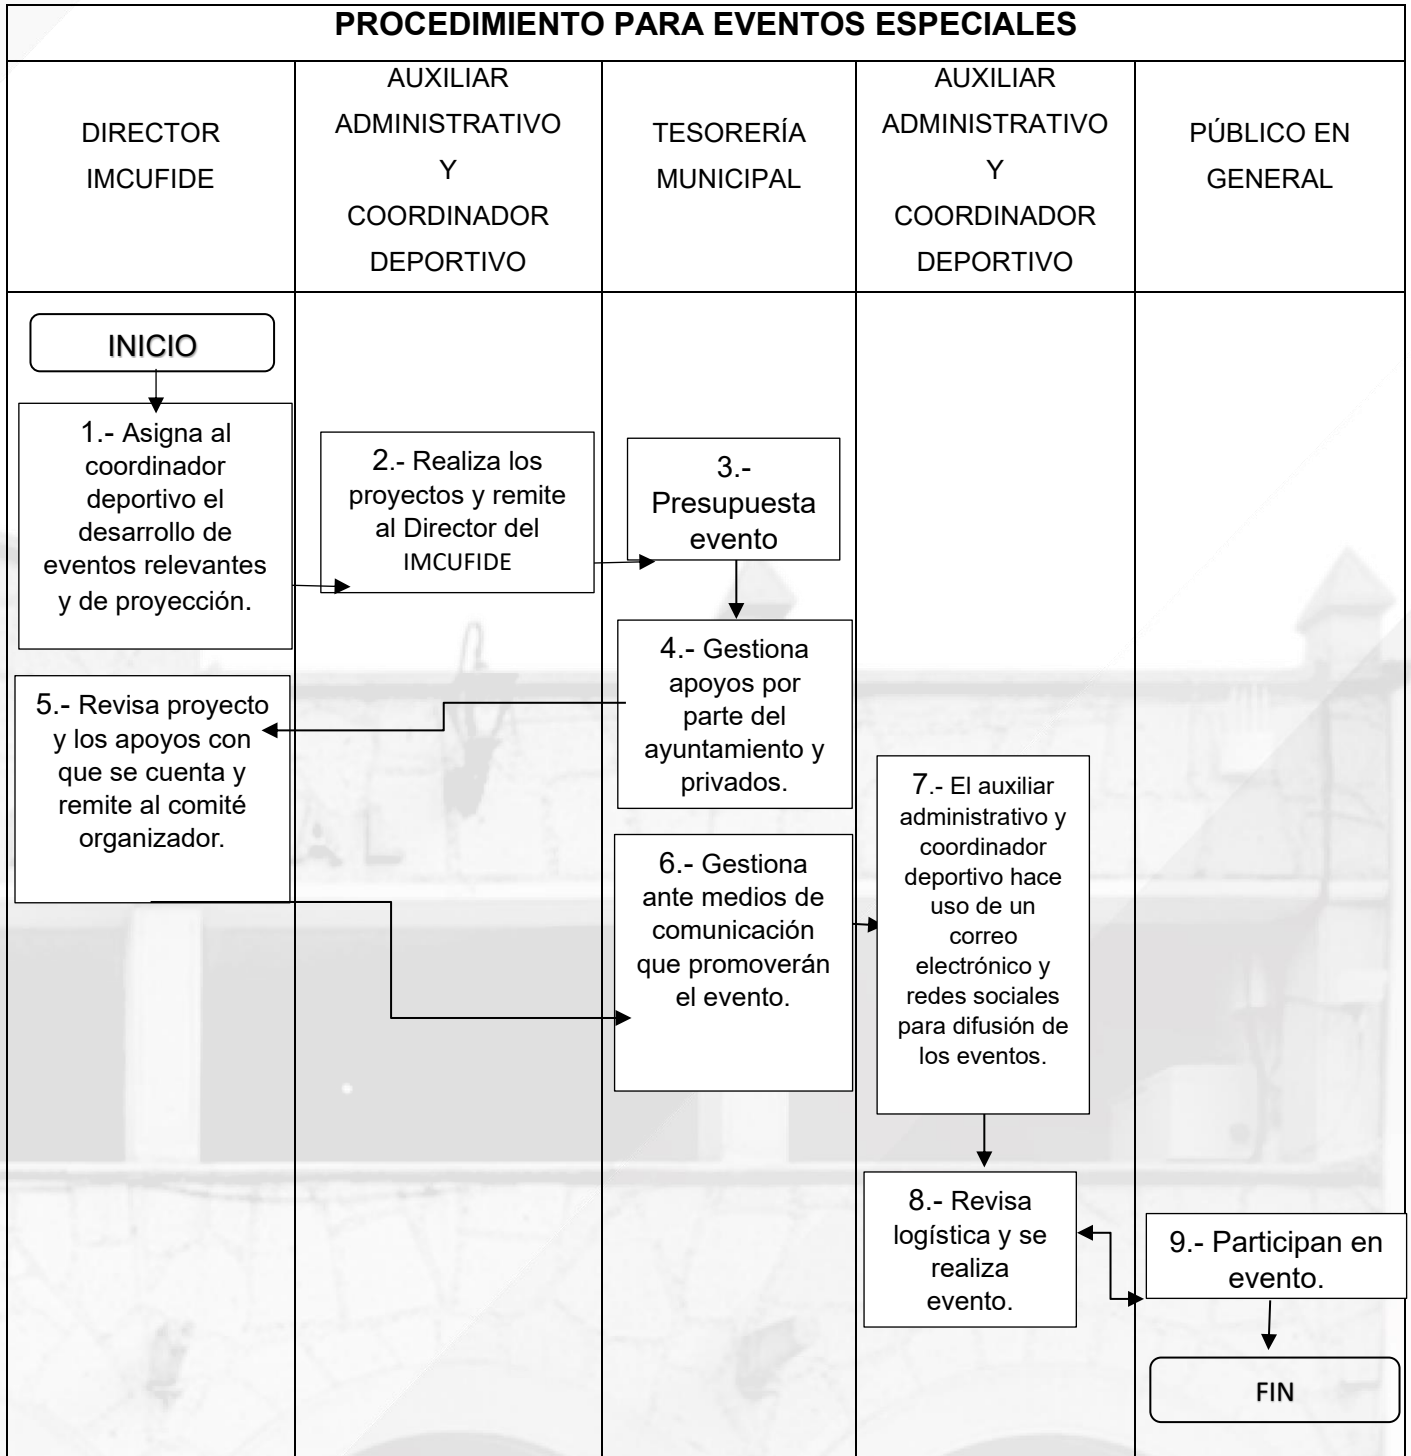 PROCEDIMIENTO PARA EVENTOS ESPECIALES
DIRECTOR
IMCUFIDE
AUXILIAR
ADMINISTRATIVO
Y
COORDINADOR
DEPORTIVO
TESORERÍA
MUNICIPAL
AUXILIAR
ADMINISTRATIVO
Y
COORDINADOR
DEPORTIVO
PÚBLICO EN
GENERAL
INICIO
1.- Asigna al
coordinador
deportivo el
desarrollo de
eventos relevantes
y de proyección.
2.- Realiza los
proyectos y remite
al Director del
IMCUFIDE
3.-
Presupuesta
evento
4.- Gestiona
apoyos por
parte del
ayuntamiento y
privados.
5.- Revisa proyecto
y los apoyos con
que se cuenta y
remite al comité
organizador.
6.- Gestiona
ante medios de
comunicación
que promoverán
el evento.
7.- El auxiliar
administrativo y
coordinador
deportivo hace
uso de un
correo
electrónico y
redes sociales
para difusión de
los eventos.
8.- Revisa
logística y se
realiza
evento.
9.- Participan en
evento.
FIN